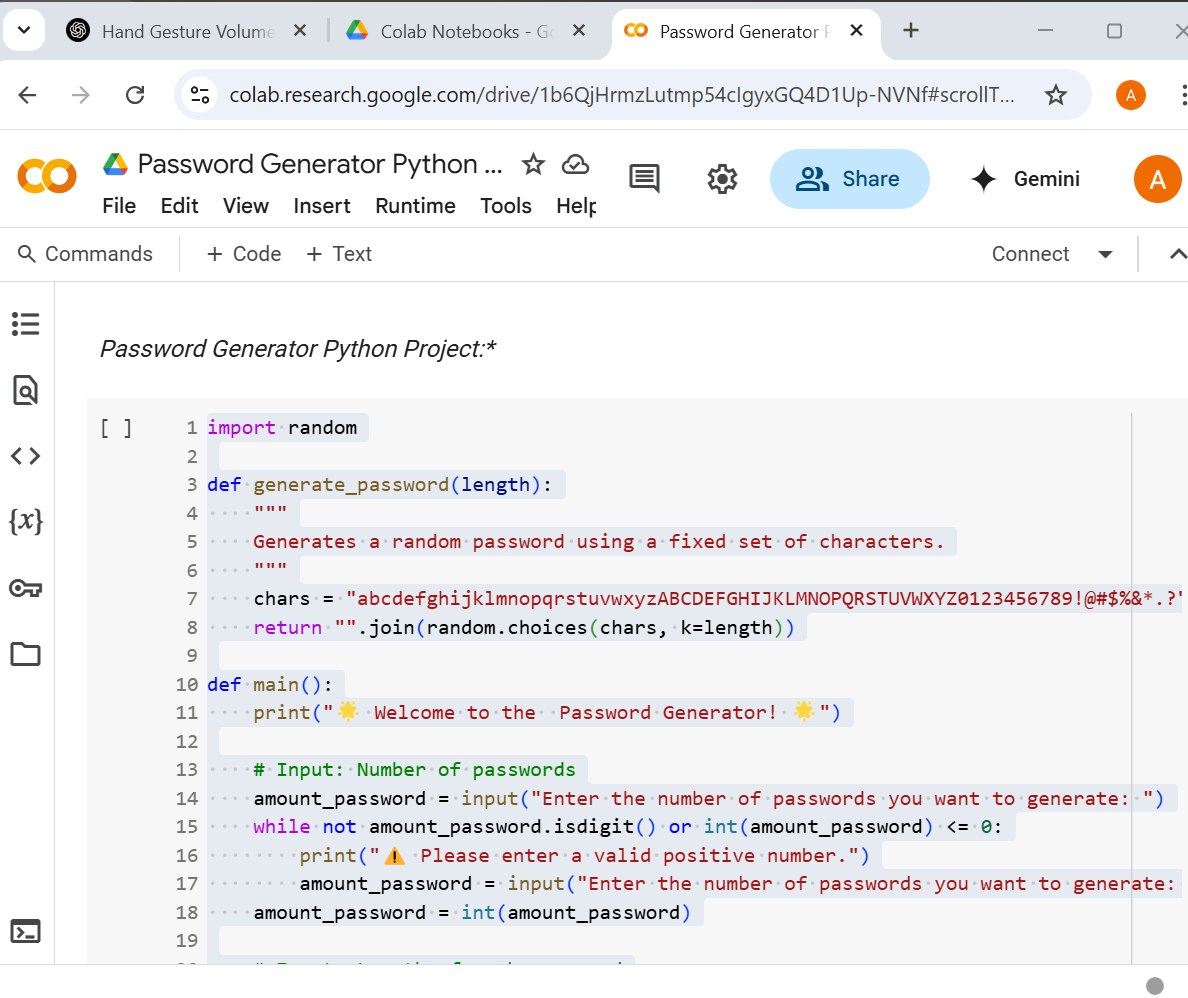 Hand Gesture Volume
Colab Notebooks - Go
Password Generator P
colab.research.google.com/drive/1b6QjHrmzLutmp54cIgyxGQ4D1Up-NVNf#scrollT...
A
Password Generator Python ...
Share
Gemini
A
File Edit View Insert Runtime Tools Help
Commands + Code + Text
Connect
Password Generator Python Project:*
[ ]
1 import random
2
3 def generate_password(length):
4 """
5 Generates a random password using a fixed set of characters.
6 """
7 chars = "abcdefghijklmnopqrstuvwxyzABCDEFGHIJKLMNOPQRSTUVWXYZ0123456789!@#$%&*.?"
8 return "".join(random.choices(chars, k=length))
9
10 def main():
11 print("🌟 Welcome to the  Password Generator! 🌟")
12
13 # Input: Number of passwords
14 amount_password = input("Enter the number of passwords you want to generate: ")
15 while not amount_password.isdigit() or int(amount_password) <= 0:
16 print("⚠️ Please enter a valid positive number.")
17 amount_password = input("Enter the number of passwords you want to generate:
18 amount_password = int(amount_password)
19